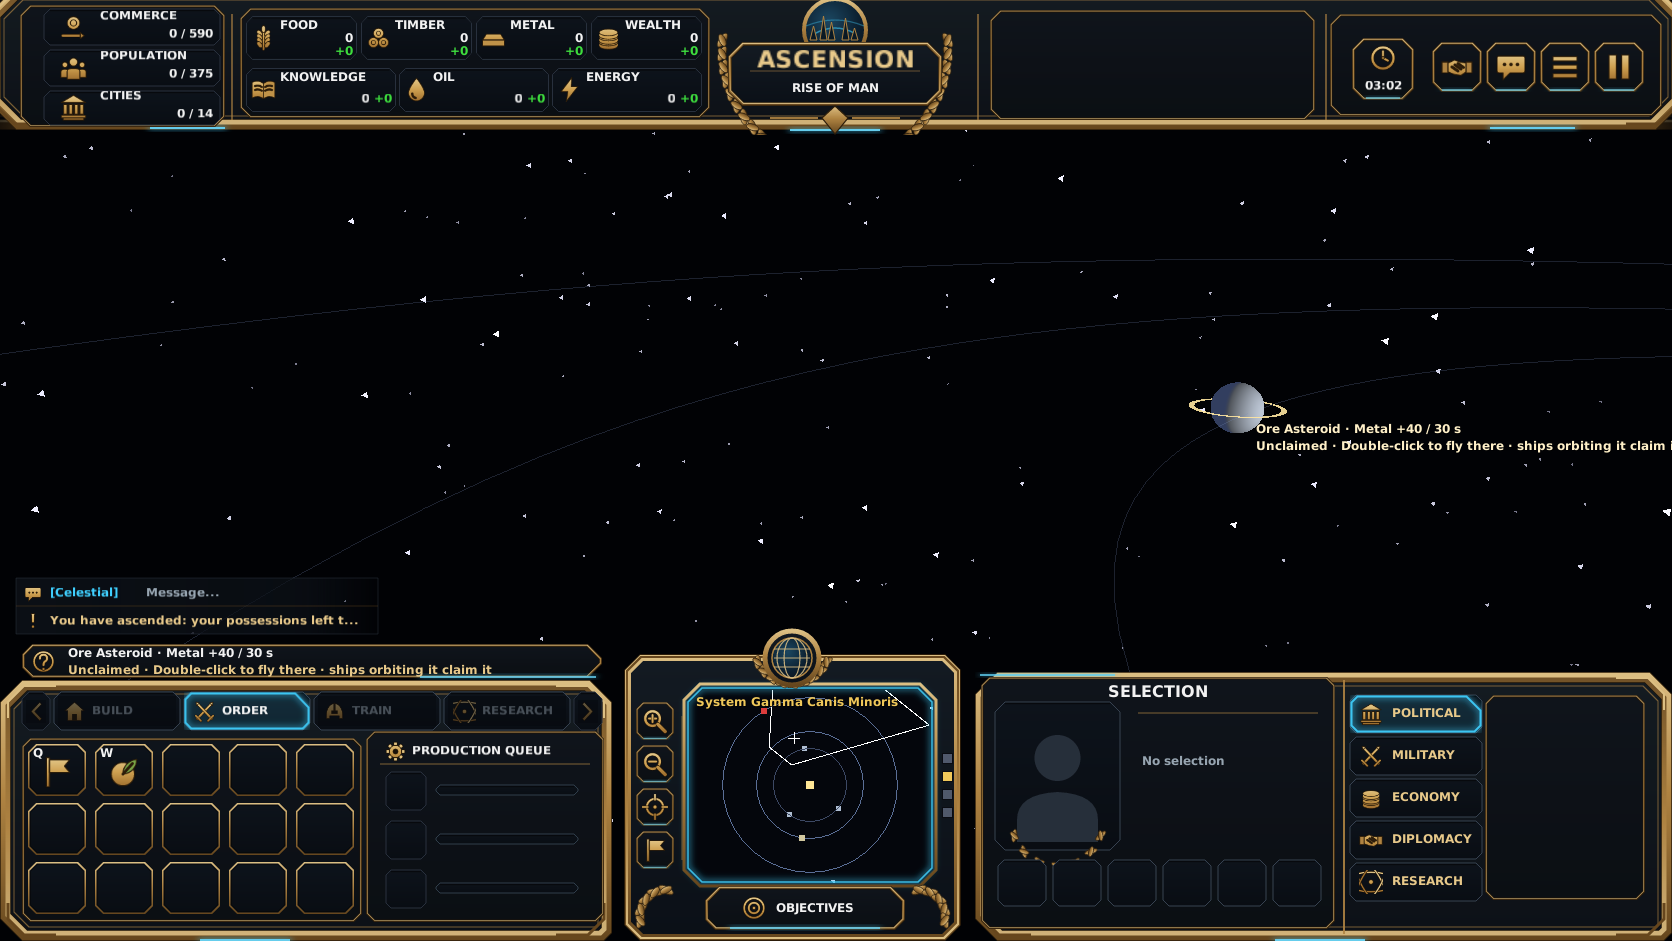 COMMERCE
0 / 590
POPULATION
0 / 375
CITIES
0 / 14
FOOD
0
+0
TIMBER
0
+0
METAL
0
+0
WEALTH
0
+0
KNOWLEDGE
0 +0
OIL
0 +0
ENERGY
0 +0
ASCENSION
RISE OF MAN
03:02
Ore Asteroid · Metal +40 / 30 s
Unclaimed · Double-click to fly there · ships orbiting it claim i
[Celestial] Message...
! You have ascended: your possessions left t...
Ore Asteroid · Metal +40 / 30 s
Unclaimed · Double-click to fly there · ships orbiting it claim it
BUILD
ORDER
TRAIN
RESEARCH
Q
W
PRODUCTION QUEUE
System Gamma Canis Minoris
OBJECTIVES
SELECTION
No selection
POLITICAL
MILITARY
ECONOMY
DIPLOMACY
RESEARCH